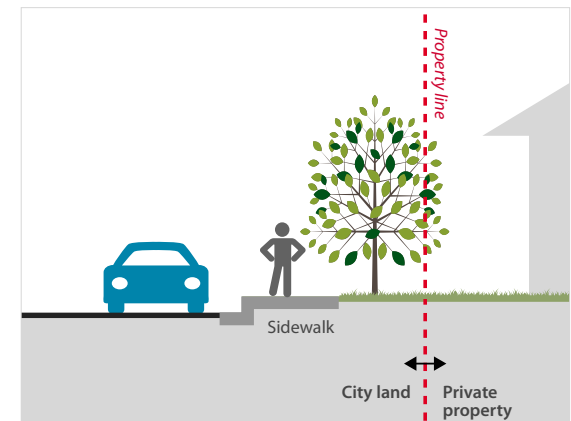 Property line
Sidewalk
City land
Private
property